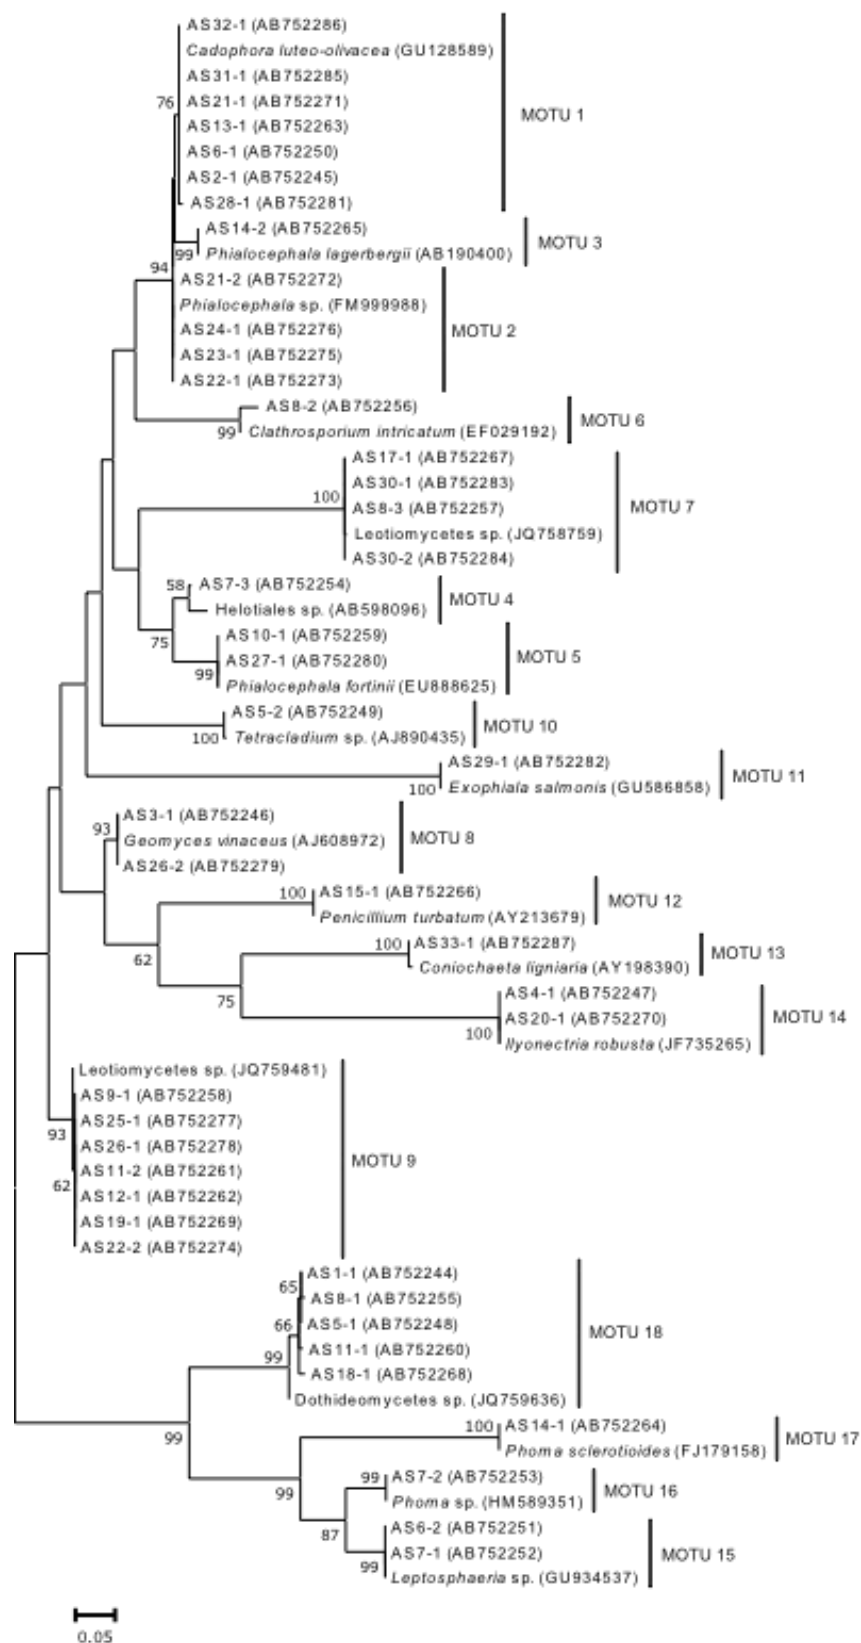 AS32-1 (AB752286)
Cadophora luteo-olivacea (GU128589)
AS31-1 (AB752285)
76 AS21-1 (AB752271)
MOTU 1
AS13-1 (AB752263)
AS6-1 (AB752250)
AS2-1 (AB752245)
AS28-1 (AB752281)
AS14-2 (AB752265)
MOTU 3
99 Phialocephala lagerbergii (AB190400)
94
AS21-2 (AB752272)
Phialocephala sp. (FM999988)
AS24-1 (AB752276)
MOTU 2
AS23-1 (AB752275)
AS22-1 (AB752273)
AS8-2 (AB752256)
MOTU 6
99 Clathrosporium intricatum (EF029192)
AS17-1 (AB752267)
AS30-1 (AB752283)
100
AS8-3 (AB752257)
MOTU 7
Leotiomycetes sp. (JQ758759)
AS30-2 (AB752284)
58 AS7-3 (AB752254)
MOTU 4
Helotiales sp. (AB598096)
75
AS10-1 (AB752259)
AS27-1 (AB752280)
MOTU 5
99
Phialocephala fortinii (EU888625)
AS5-2 (AB752249)
MOTU 10
100 Tetracladium sp. (AJ890435)
AS29-1 (AB752282)
MOTU 11
100 Exophiala salmonis (GU586858)
AS3-1 (AB752246)
93
Geomyces vinaceus (AJ608972)
MOTU 8
AS26-2 (AB752279)
100 AS15-1 (AB752266)
MOTU 12
Penicillium turbatum (AY213679)
62
100 AS33-1 (AB752287)
MOTU 13
Coniochaeta ligniaria (AY198390)
75
AS4-1 (AB752247)
AS20-1 (AB752270)
MOTU 14
100
Ilyonectria robusta (JF735265)
Leotiomycetes sp. (JQ759481)
AS9-1 (AB752258)
AS25-1 (AB752277)
93
AS26-1 (AB752278)
MOTU 9
AS11-2 (AB752261)
62
AS12-1 (AB752262)
AS19-1 (AB752269)
AS22-2 (AB752274)
AS1-1 (AB752244)
65
AS8-1 (AB752255)
66 AS5-1 (AB752248)
MOTU 18
AS11-1 (AB752260)
99
AS18-1 (AB752268)
Dothideomycetes sp. (JQ759636)
99
100 AS14-1 (AB752264)
MOTU 17
Phoma sclerotioides (FJ179158)
99
99 AS7-2 (AB752253)
MOTU 16
Phoma sp. (HM589351)
87
AS6-2 (AB752251)
AS7-1 (AB752252)
MOTU 15
99
Leptosphaeria sp. (GU934537)
0.05